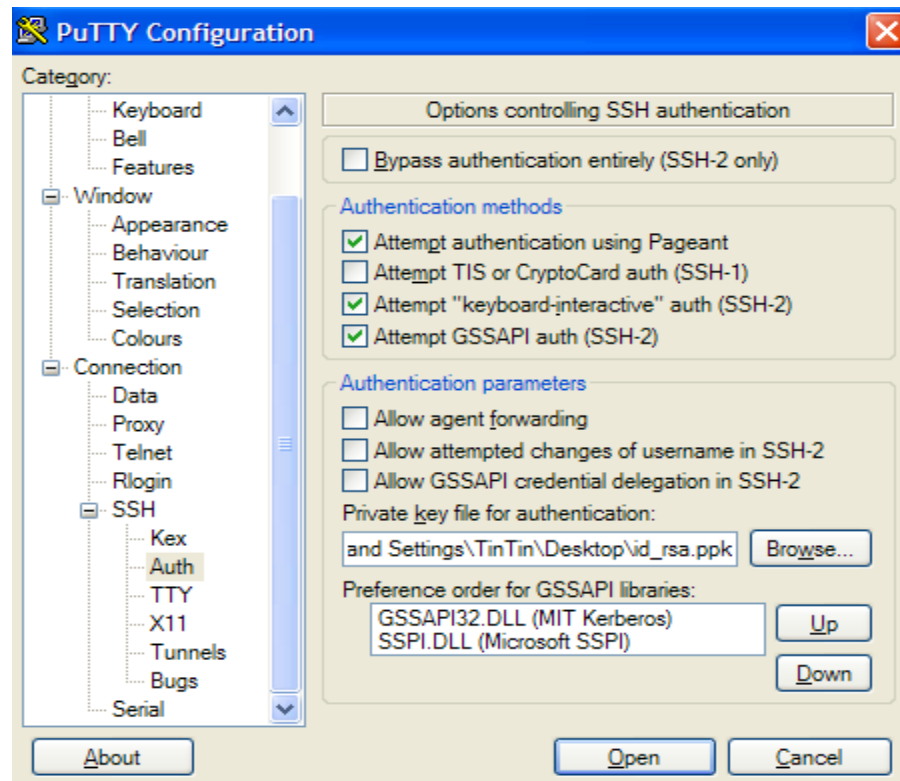 PuTTY Configuration
Category:
Keyboard
Bell
Features
Window
Appearance
Behaviour
Translation
Selection
Colours
Connection
Data
Proxy
Telnet
Rlogin
SSH
Kex
Auth
TTY
X11
Tunnels
Bugs
Serial
Options controlling SSH authentication
Bypass authentication entirely (SSH-2 only)
Authentication methods
Attempt authentication using Pageant
Attempt TIS or CryptoCard auth (SSH-1)
Attempt "keyboard-interactive" auth (SSH-2)
Attempt GSSAPI auth (SSH-2)
Authentication parameters
Allow agent forwarding
Allow attempted changes of username in SSH-2
Allow GSSAPI credential delegation in SSH-2
Private key file for authentication:
and Settings\TinTin\Desktop\id_rsa.ppk Browse...
Preference order for GSSAPI libraries:
GSSAPI32.DLL (MIT Kerberos)
SSPI.DLL (Microsoft SSPI)
Up
Down
About Open Cancel